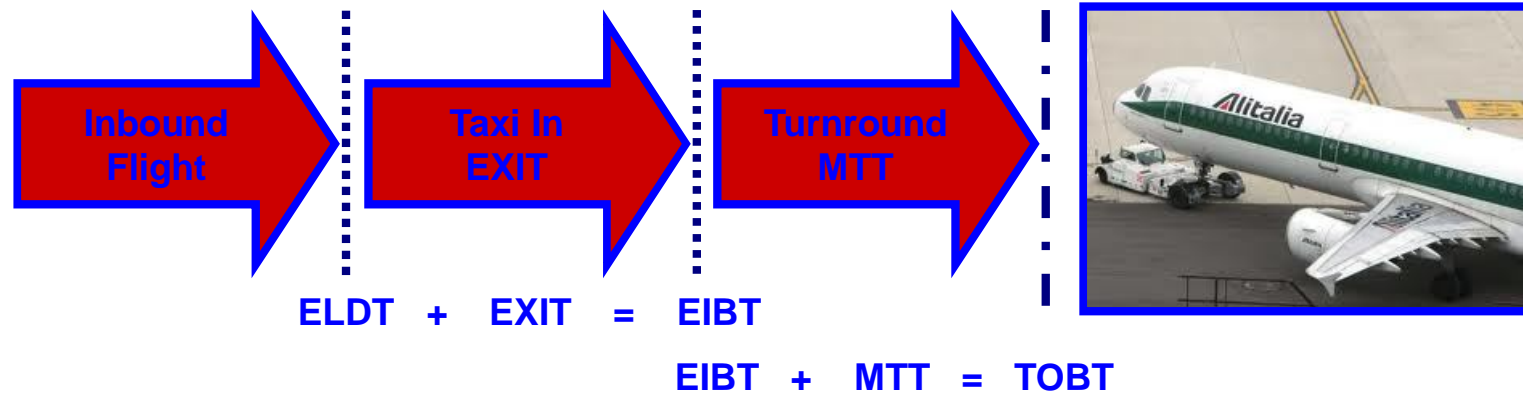 Inbound
Flight
Taxi In
EXIT
Turnround
MTT
Alitalia
ELDT + EXIT = EIBT
EIBT + MTT = TOBT